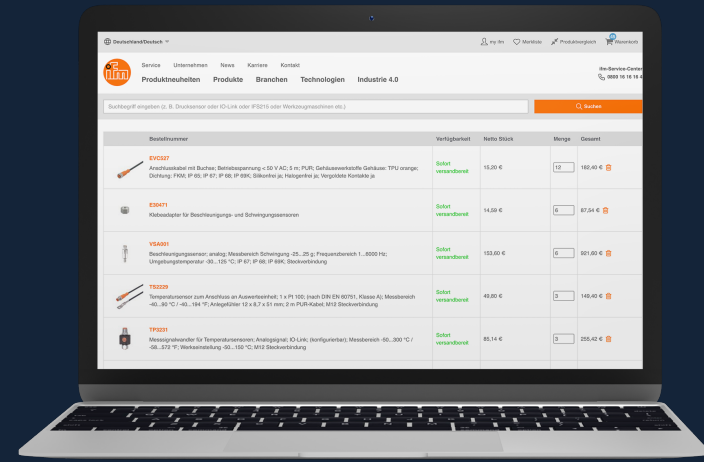 Deutschland/Deutsch
my ifm Merkliste Produktvergleich Warenkorb
ifm
Service Unternehmen News Karriere Kontakt
ifm-Service-Center
Produktneuheiten Produkte Branchen Technologien Industrie 4.0
0800 16 16 16 4
Suchbegriff eingeben (z. B. Drucksensor oder IO-Link oder IFS215 oder Werkzeugmaschinen etc.)
Suchen
Bestellnummer Verfügbarkeit Netto Stück Menge Gesamt
EVC527
Anschlusskabel mit Buchse; Betriebsspannung < 50 V AC; 5 m; PUR; Gehäusewerkstoffe Gehäuse: TPU orange;
Dichtung: FKM; IP 65; IP 67; IP 68; IP 69K; Silikonfrei ja; Halogenfrei ja; Vergoldete Kontakte ja
Sofort
versandbereit
15,20 € 12 182,40 €
E30471
Klebeadapter für Beschleunigungs- und Schwingungssensoren
Sofort
versandbereit
14,59 € 6 87,54 €
VSA001
Beschleunigungssensor; analog; Messbereich Schwingung -25...25 g; Frequenzbereich 1...6000 Hz;
Umgebungstemperatur -30...125 °C; IP 67; IP 68; IP 69K; Steckverbindung
Sofort
versandbereit
153,60 € 6 921,60 €
TS2229
Temperatursensor zum Anschluss an Auswerteeinheit; 1 x Pt 100; (nach DIN EN 60751, Klasse A); Messbereich
-40...90 °C / -40...194 °F; Anlegefühler 12 x 8,7 x 51 mm; 2 m PUR-Kabel; M12 Steckverbindung
Sofort
versandbereit
49,80 € 3 149,40 €
TP3231
Messsignalwandler für Temperatursensoren; Analogsignal; IO-Link; (konfigurierbar); Messbereich -50...300 °C /
-58...572 °F; Werkseinstellung -50...150 °C; M12 Steckverbindung
Sofort
versandbereit
85,14 € 3 255,42 €